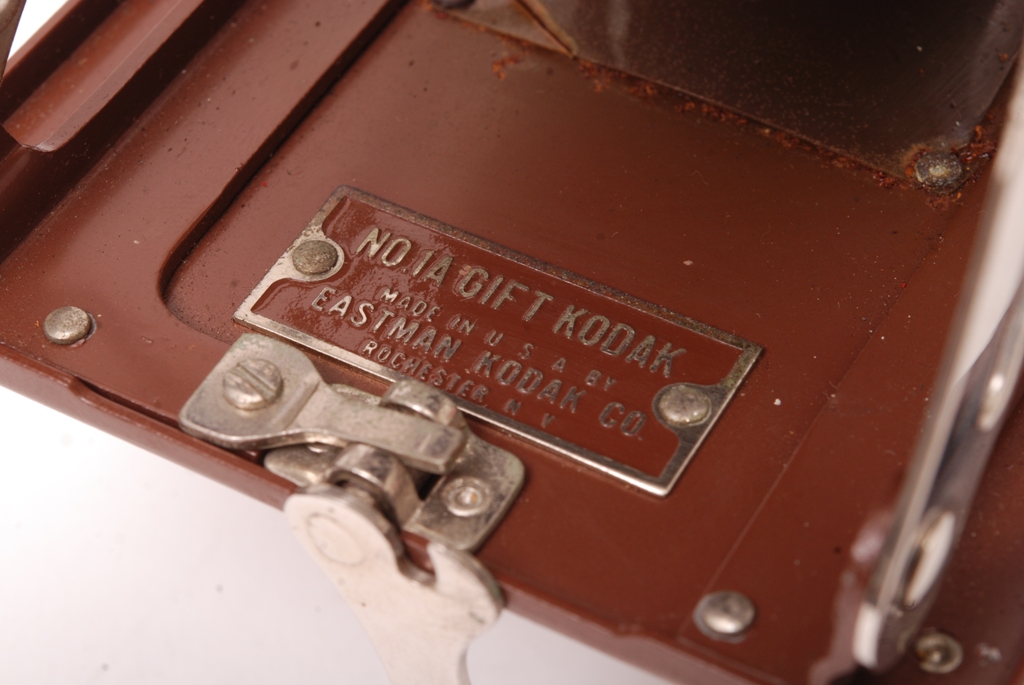 NO.1A GIFT KODAK
MADE IN U S A BY
EASTMAN KODAK CO.
ROCHESTER N Y